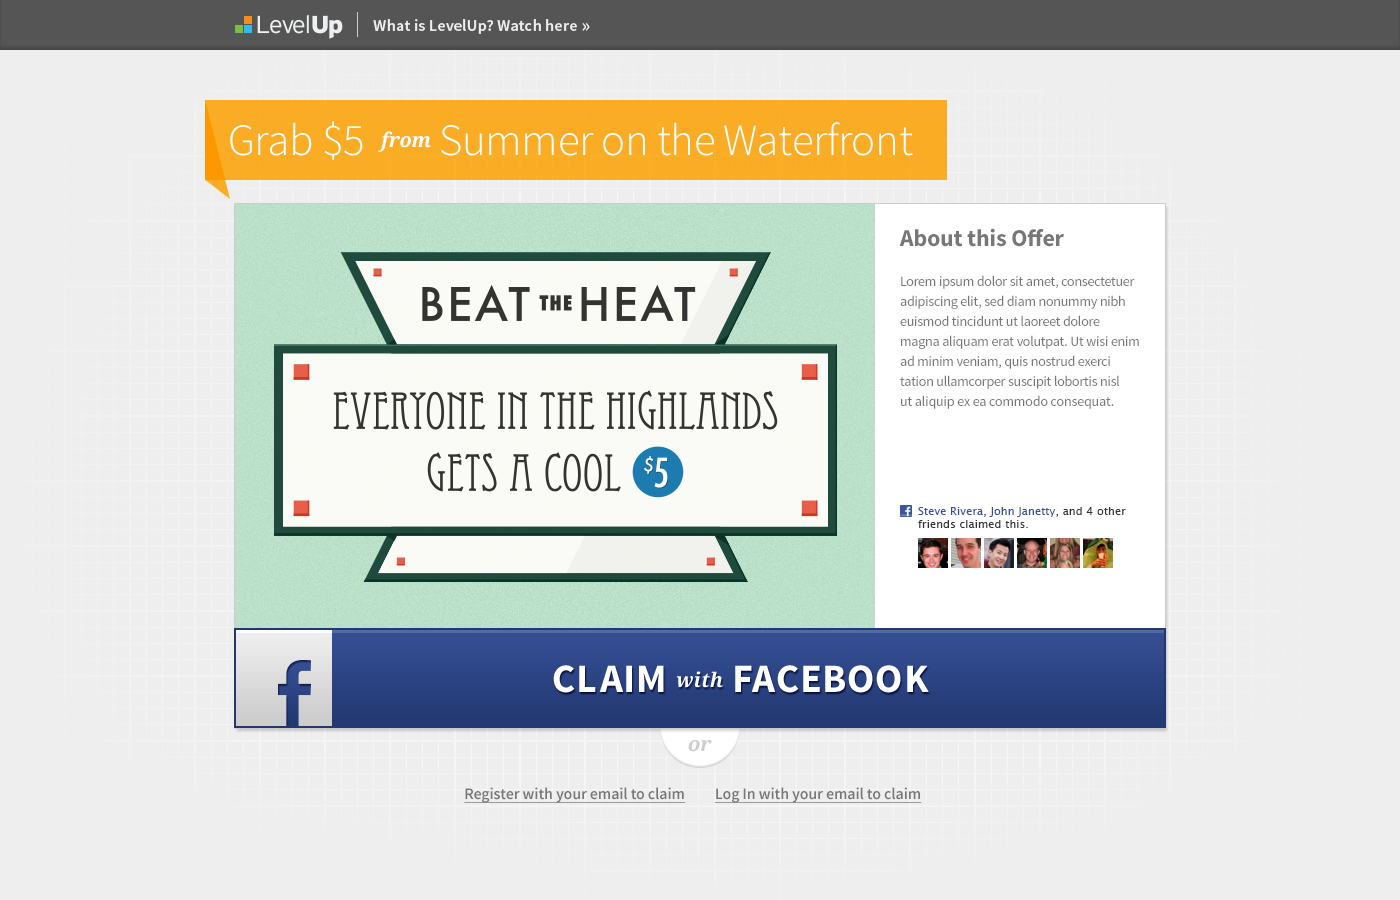 LevelUp
What is LevelUp? Watch here »
Grab $5 from Summer on the Waterfront
BEAT THE HEAT
EVERYONE IN THE HIGHLANDS
GETS A COOL $5
About this Offer
Lorem ipsum dolor sit amet, consectetuer
adipiscing elit, sed diam nonummy nibh
euismod tincidunt ut laoreet dolore
magna aliquam erat volutpat. Ut wisi enim
ad minim veniam, quis nostrud exerci
tation ullamcorper suscipit lobortis nisl
ut aliquip ex ea commodo consequat.
f Steve Rivera, John Janetty, and 4 other
friends claimed this.
f CLAIM with FACEBOOK
or
Register with your email to claim Log In with your email to claim